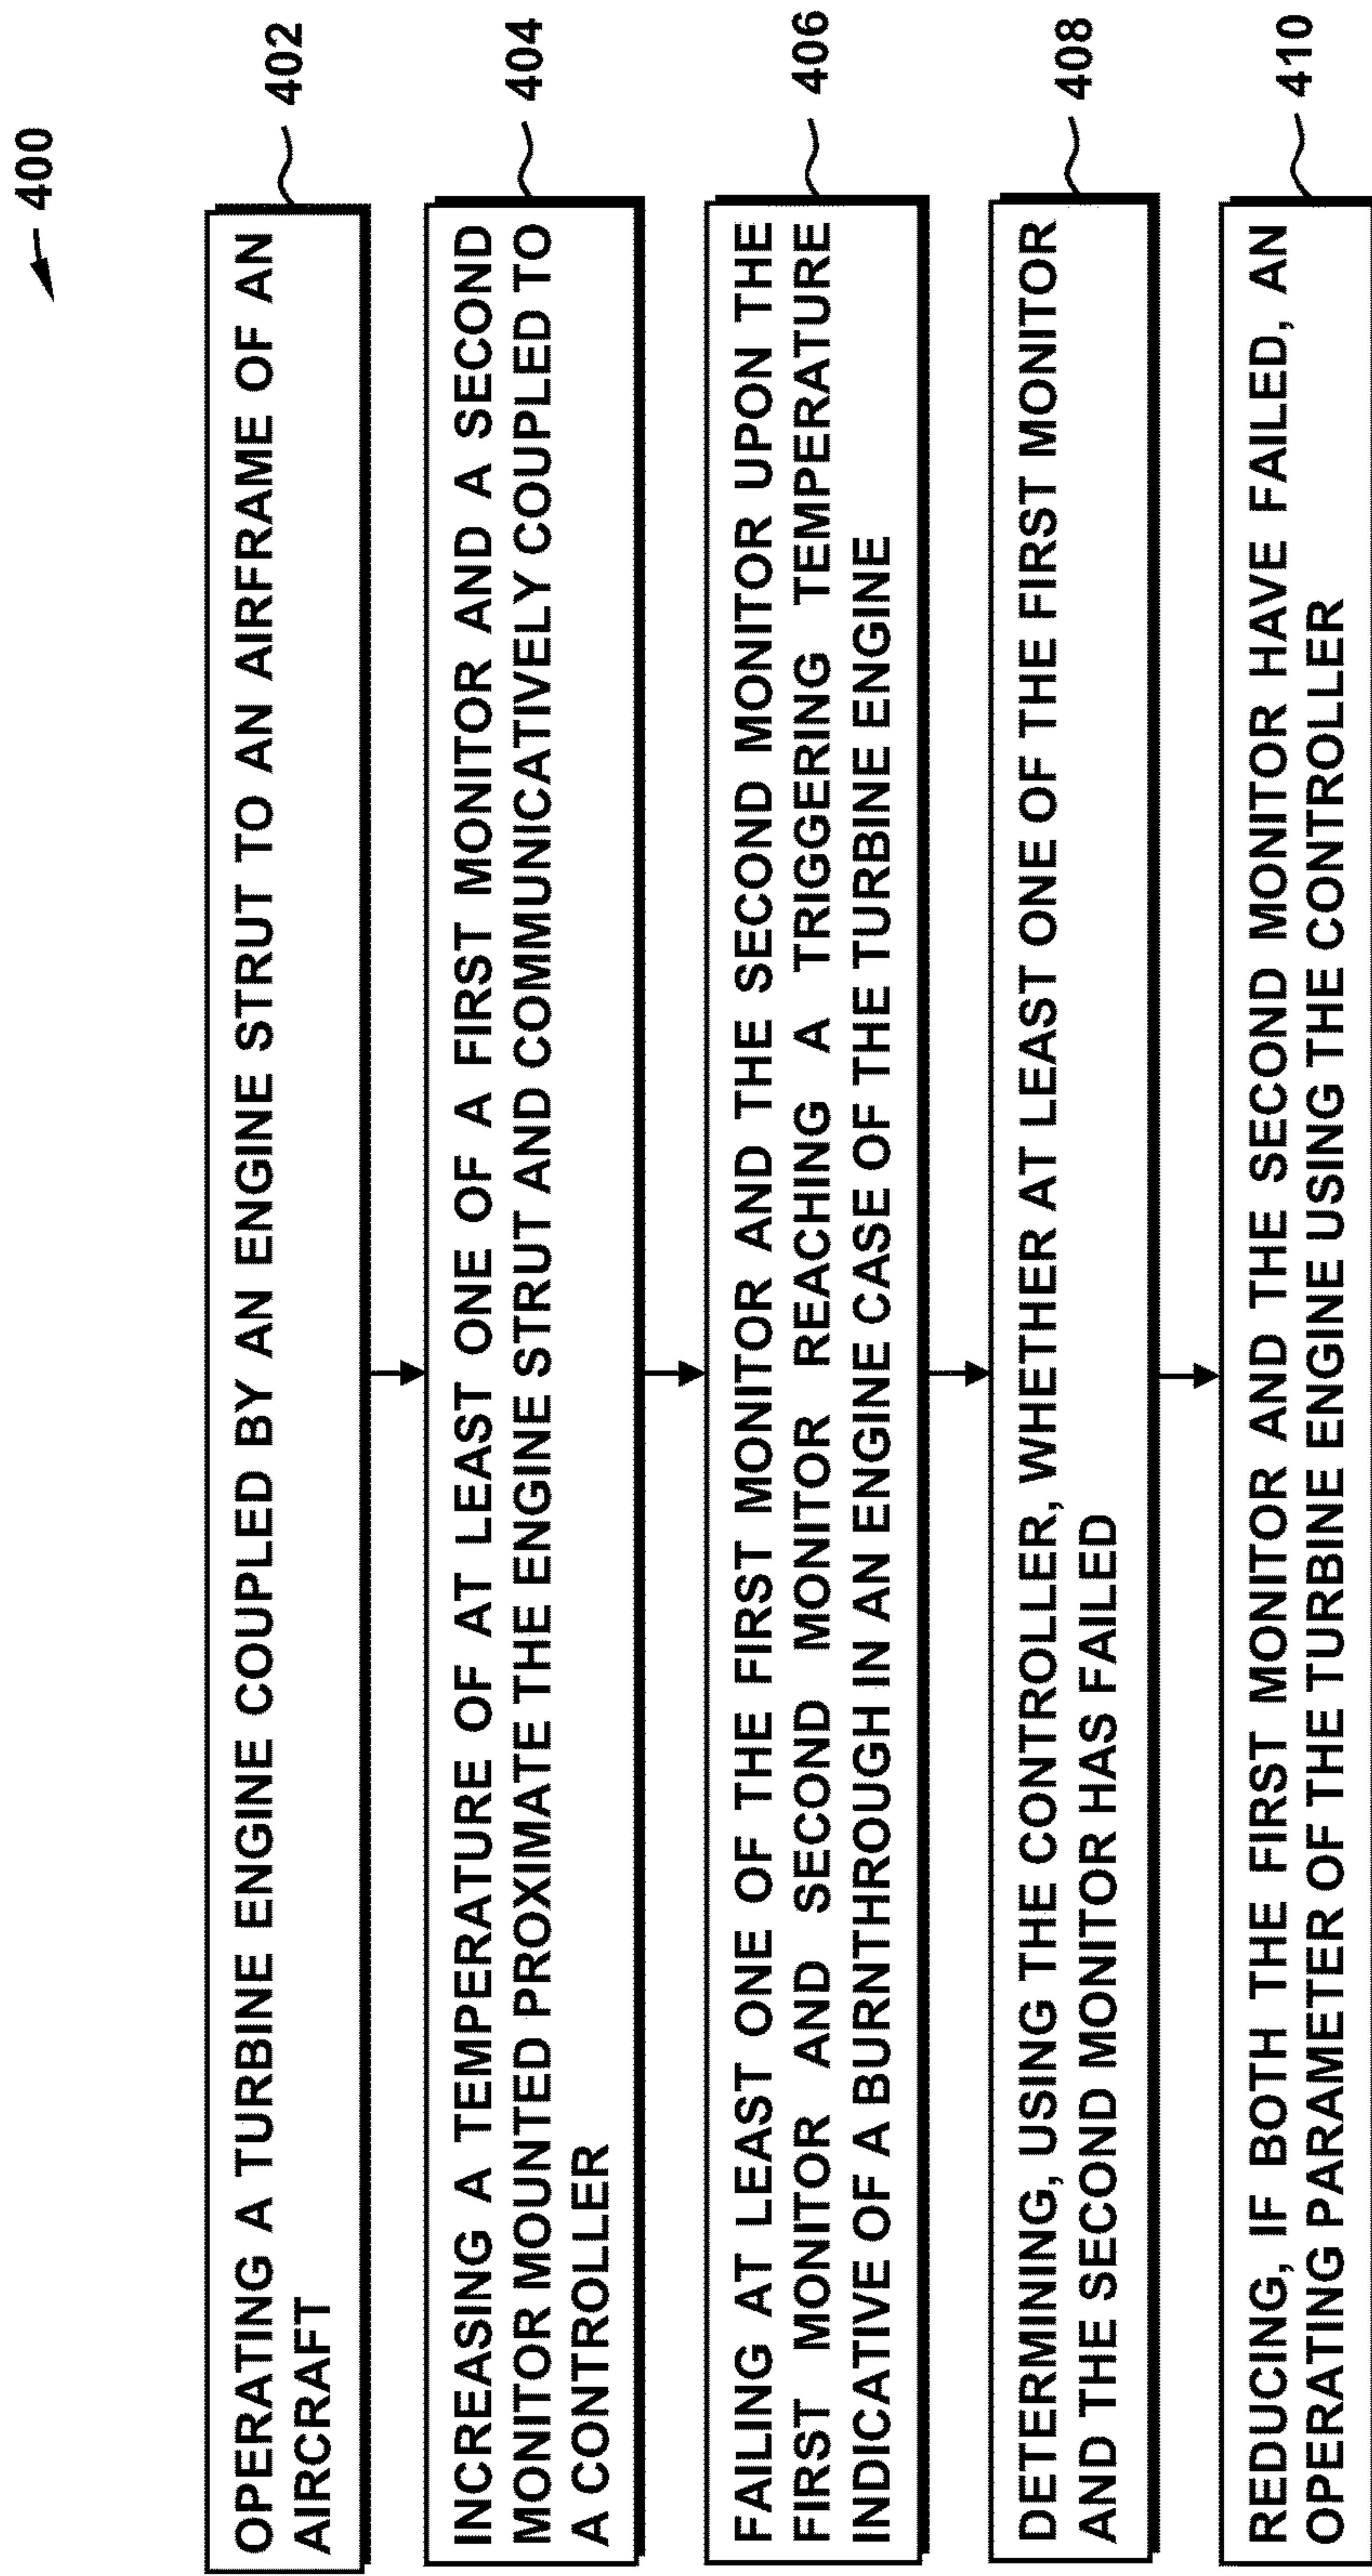 400
OPERATING A TURBINE ENGINE COUPLED BY AN ENGINE STRUT TO AN AIRFRAME OF AN
AIRCRAFT
402
INCREASING A TEMPERATURE OF AT LEAST ONE OF A FIRST MONITOR AND A SECOND
MONITOR MOUNTED PROXIMATE THE ENGINE STRUT AND COMMUNICATIVELY COUPLED TO
A CONTROLLER
404
FAILING AT LEAST ONE OF THE FIRST MONITOR AND THE SECOND MONITOR UPON THE
FIRST MONITOR AND SECOND MONITOR REACHING A TRIGGERING TEMPERATURE
INDICATIVE OF A BURNTHROUGH IN AN ENGINE CASE OF THE TURBINE ENGINE
406
DETERMINING, USING THE CONTROLLER, WHETHER AT LEAST ONE OF THE FIRST MONITOR
AND THE SECOND MONITOR HAS FAILED
408
REDUCING, IF BOTH THE FIRST MONITOR AND THE SECOND MONITOR HAVE FAILED, AN
OPERATING PARAMETER OF THE TURBINE ENGINE USING THE CONTROLLER
410